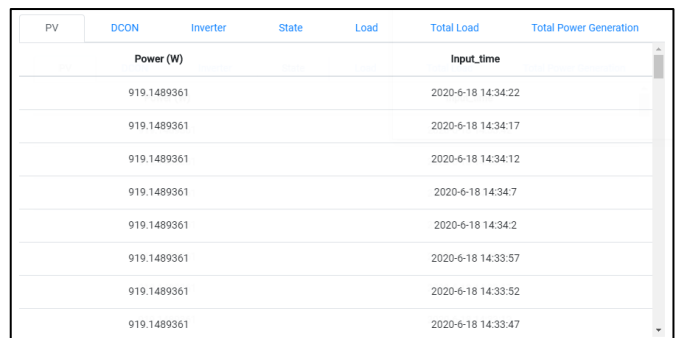 PV DCON Inverter State Load Total Load Total Power Generation
Power (W) Input_time
919.1489361 2020-6-18 14:34:22
919.1489361 2020-6-18 14:34:17
919.1489361 2020-6-18 14:34:12
919.1489361 2020-6-18 14:34:7
919.1489361 2020-6-18 14:34:2
919.1489361 2020-6-18 14:33:57
919.1489361 2020-6-18 14:33:52
919.1489361 2020-6-18 14:33:47